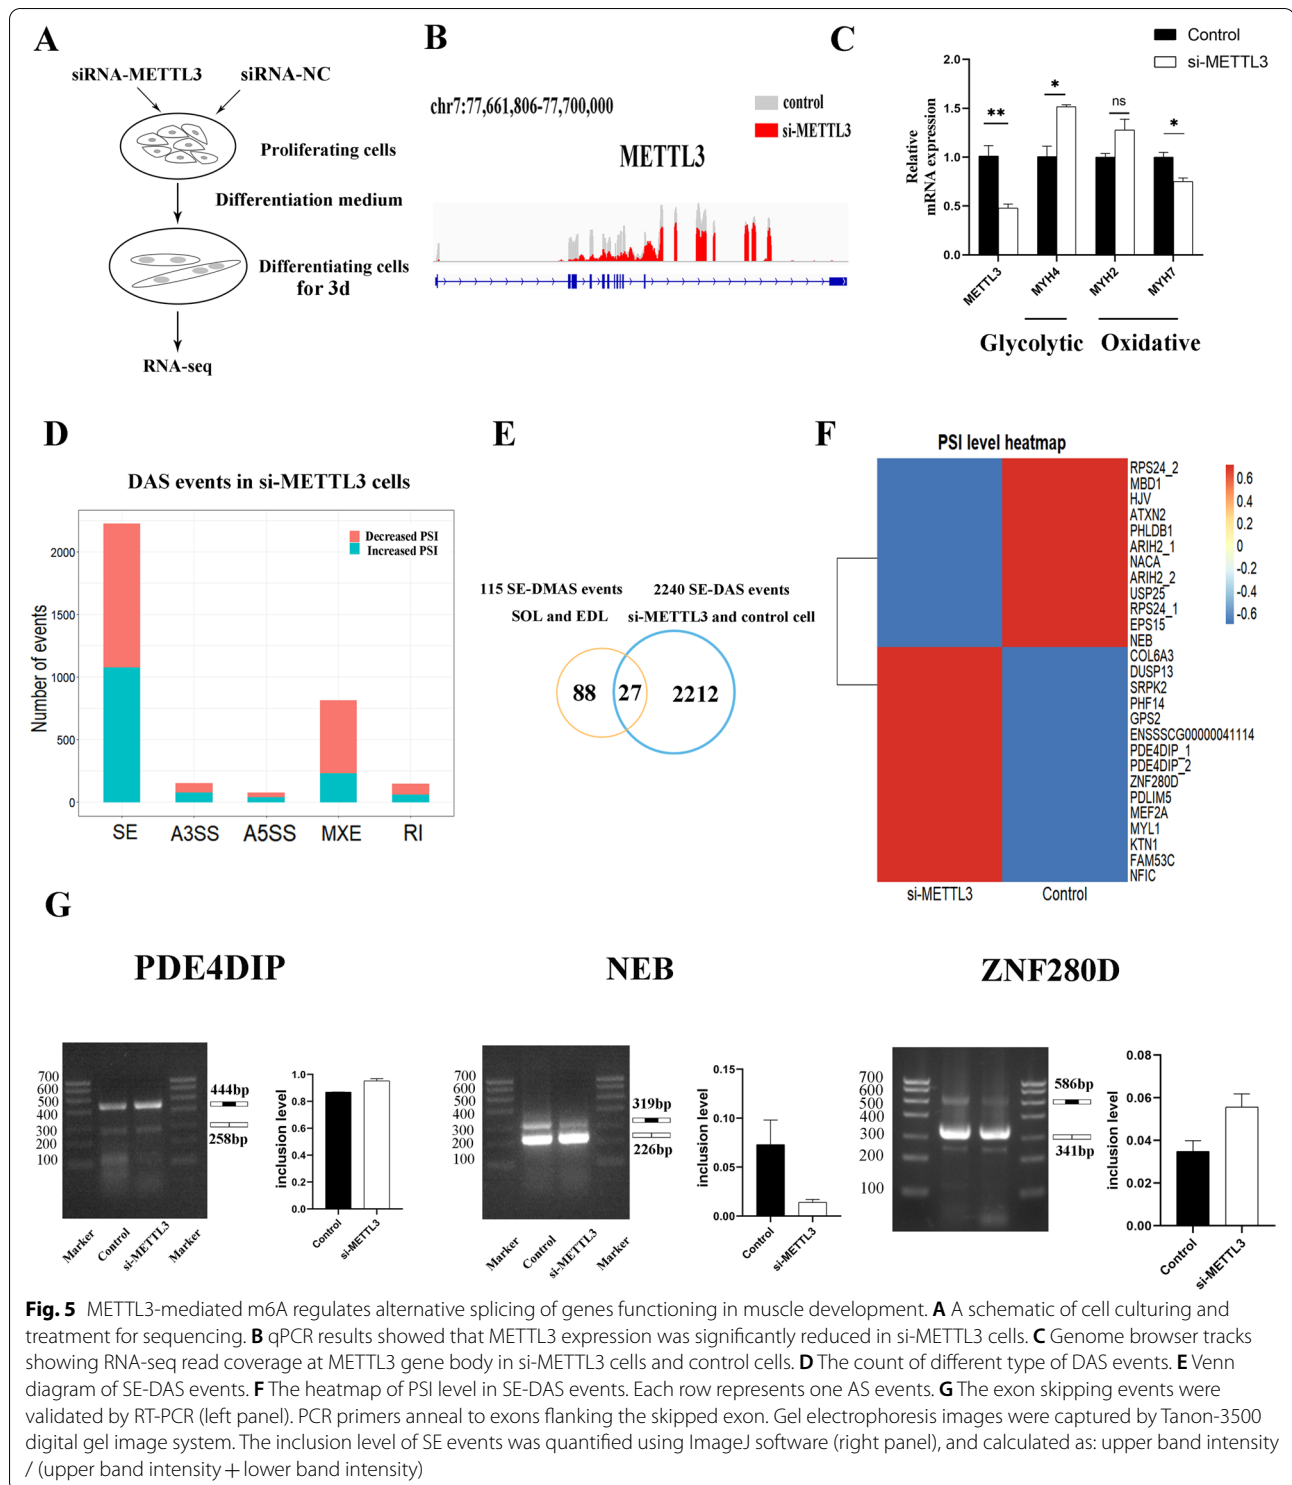 A
siRNA-METTL3
siRNA-NC
Proliferating cells
Differentiation medium
Differentiating cells
for 3d
RNA-seq
B
chr7:77,661,806-77,700,000
control
si-METTL3
METTL3
C
Control
si-METTL3
Relative
mRNA expression
2.0
1.5
1.0
0.5
0.0
**
*
ns
*
METTL3
MYH4
MYH2
MYH7
Glycolytic
Oxidative
D
DAS events in si-METTL3 cells
Decreased PSI
Increased PSI
Number of events
2000
1500
1000
500
0
SE
A3SS
A5SS
MXE
RI
E
115 SE-DMAS events
2240 SE-DAS events
SOL and EDL
si-METTL3 and control cell
88
27
2212
F
PSI level heatmap
RPS24_2
MBD1
HJV
ATXN2
PHLDB1
ARIH2_1
NACA
ARIH2_2
USP25
RPS24_1
EPS15
NEB
COL6A3
DUSP13
SRPK2
PHF14
GPS2
ENSSSCG00000041114
PDE4DIP_1
PDE4DIP_2
ZNF280D
PDLIM5
MEF2A
MYL1
KTN1
FAM53C
NFIC
0.6
0.4
0.2
0
-0.2
-0.4
-0.6
si-METTL3
Control
G
PDE4DIP
700
600
500
400
300
200
100
444bp
258bp
Marker
Control
si-METTL3
Marker
inclusion level
1.0
0.8
0.6
0.4
0.2
0.0
Control
si-METTL3
NEB
700
600
500
400
300
200
100
319bp
226bp
Marker
Control
si-METTL3
Marker
inclusion level
0.15
0.10
0.05
0.00
Control
si-METTL3
ZNF280D
700
600
500
400
300
200
100
586bp
341bp
inclusion level
0.08
0.06
0.04
0.02
0.00
Control
si-METTL3
Fig. 5 METTL3-mediated m6A regulates alternative splicing of genes functioning in muscle development. A A schematic of cell culturing and
treatment for sequencing. B qPCR results showed that METTL3 expression was significantly reduced in si-METTL3 cells. C Genome browser tracks
showing RNA-seq read coverage at METTL3 gene body in si-METTL3 cells and control cells. D The count of different type of DAS events. E Venn
diagram of SE-DAS events. F The heatmap of PSI level in SE-DAS events. Each row represents one AS events. G The exon skipping events were
validated by RT-PCR (left panel). PCR primers anneal to exons flanking the skipped exon. Gel electrophoresis images were captured by Tanon-3500
digital gel image system. The inclusion level of SE events was quantified using ImageJ software (right panel), and calculated as: upper band intensity
/ (upper band intensity + lower band intensity)